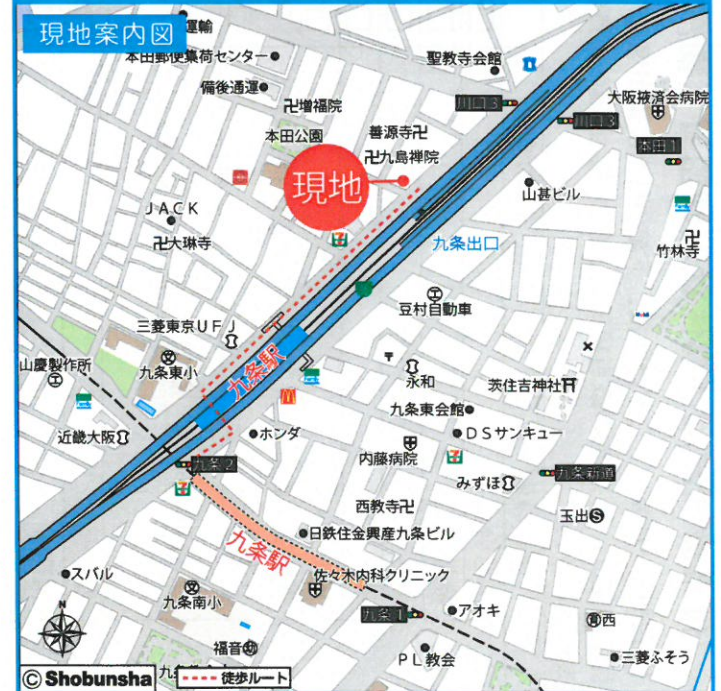 現地案内図
運輸
本田郵便集荷センター
聖教寺会館
備後通運
川口3
大阪掖済会病院
卍増福院
川口3
本田公園
善源寺卍
本田1
卍九島禅院
現地
山甚ビル
JACK
九条出口
卍大琳寺
竹林寺
豆村自動車
三菱東京UFJ
山慶製作所
九条東小
九条駅
永和
茨住吉神社
九条東会館
近畿大阪
ホンダ
DSサンキュー
九条2
内藤病院
みずほ
九条新道
西教寺卍
玉出
九条駅
日鉄住金興産九条ビル
スバル
佐々木内科クリニック
九条南小
九条1
アオキ
西
福音
PL教会
三菱ふそう
N
© Shobunsha
徒歩ルート